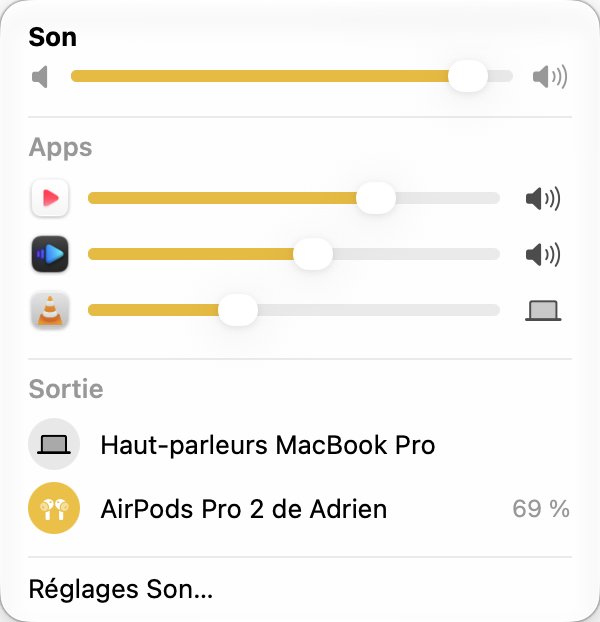 Son
Apps
Sortie
Haut-parleurs MacBook Pro
AirPods Pro 2 de Adrien
69 %
Réglages Son...